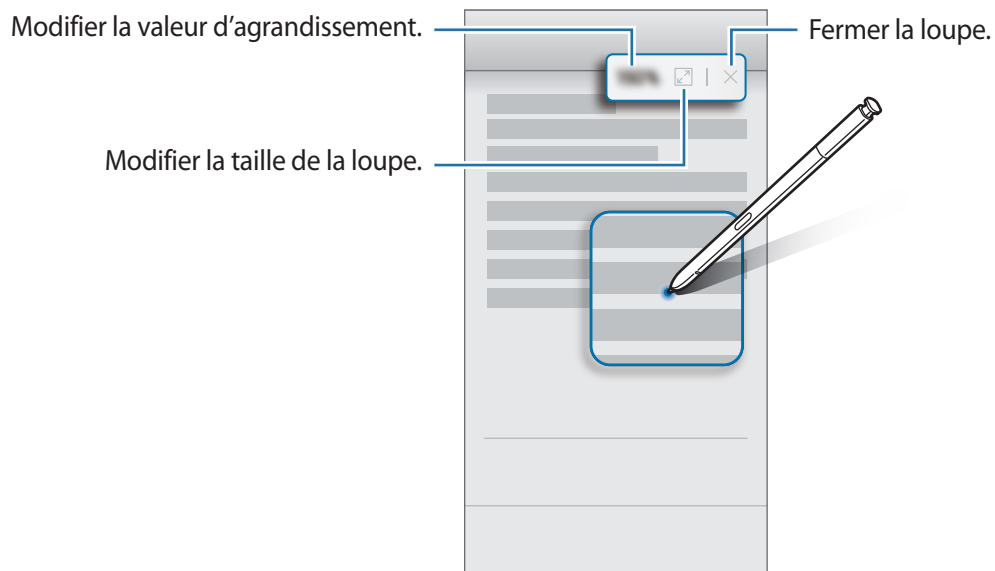 Modifier la valeur d'agrandissement.
Fermer la loupe.
Modifier la taille de la loupe.